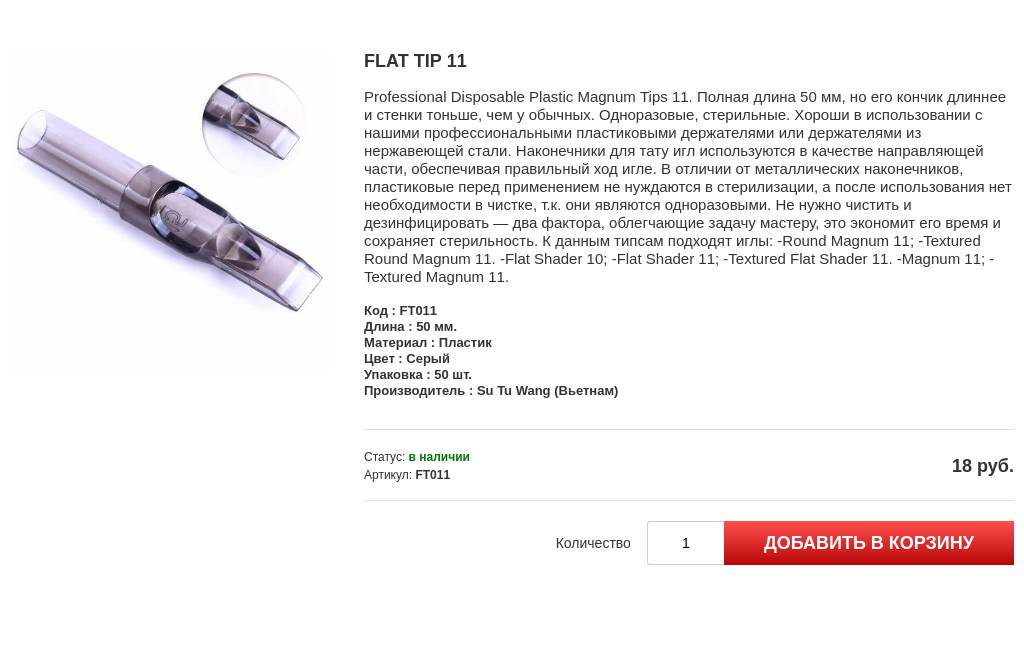 FLAT TIP 11
Professional Disposable Plastic Magnum Tips 11. Полная длина 50 мм, но его кончик длиннее
и стенки тоньше, чем у обычных. Одноразовые, стерильные. Хороши в использовании с
нашими профессиональными пластиковыми держателями или держателями из
нержавеющей стали. Наконечники для тату игл используются в качестве направляющей
части, обеспечивая правильный ход игле. В отличии от металлических наконечников,
пластиковые перед применением не нуждаются в стерилизации, а после использования нет
необходимости в чистке, т.к. они являются одноразовыми. Не нужно чистить и
дезинфицировать — два фактора, облегчающие задачу мастеру, это экономит его время и
сохраняет стерильность. К данным типсам подходят иглы: -Round Magnum 11; -Textured
Round Magnum 11. -Flat Shader 10; -Flat Shader 11; -Textured Flat Shader 11. -Magnum 11; -
Textured Magnum 11.
Код : FT011
Длина : 50 мм.
Материал : Пластик
Цвет : Серый
Упаковка : 50 шт.
Производитель : Su Tu Wang (Вьетнам)
Статус: в наличии
Артикул: FT011
18 руб.
Количество
1
ДОБАВИТЬ В КОРЗИНУ